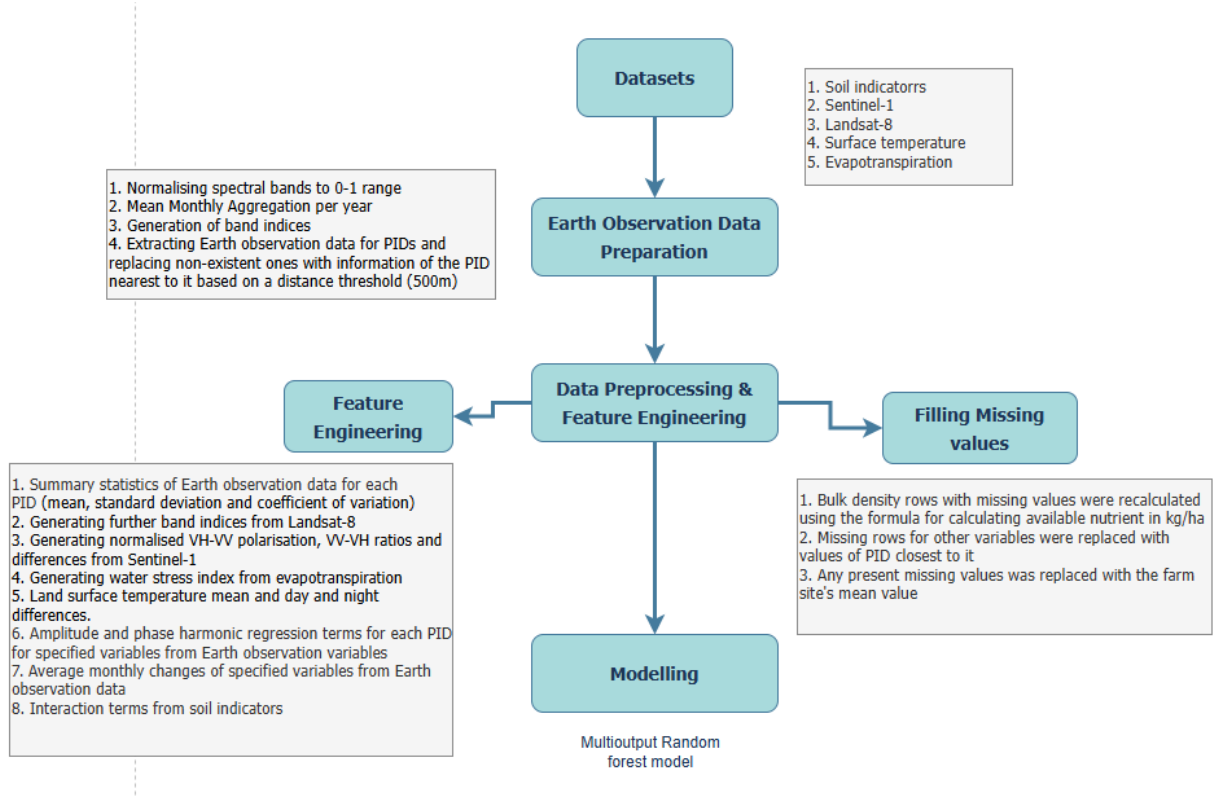 Datasets
1. Soil indicatorrs
2. Sentinel-1
3. Landsat-8
4. Surface temperature
5. Evapotranspiration
1. Normalising spectral bands to 0-1 range
2. Mean Monthly Aggregation per year
3. Generation of band indices
4. Extracting Earth observation data for PIDs and
replacing non-existent ones with information of the PID
nearest to it based on a distance threshold (500m)
Earth Observation Data
Preparation
Data Preprocessing &
Feature Engineering
Feature
Engineering
Filling Missing
values
1. Summary statistics of Earth observation data for each
PID (mean, standard deviation and coefficient of variation)
2. Generating further band indices from Landsat-8
3. Generating normalised VH-VV polarisation, VV-VH ratios and
differences from Sentinel-1
4. Generating water stress index from evapotranspiration
5. Land surface temperature mean and day and night
differences.
6. Amplitude and phase harmonic regression terms for each PID
for specified variables from Earth observation variables
7. Average monthly changes of specified variables from Earth
observation data
8. Interaction terms from soil indicators
1. Bulk density rows with missing values were recalculated
using the formula for calculating available nutrient in kg/ha
2. Missing rows for other variables were replaced with
values of PID closest to it
3. Any present missing values was replaced with the farm
site's mean value
Modelling
Multioutput Random
forest model